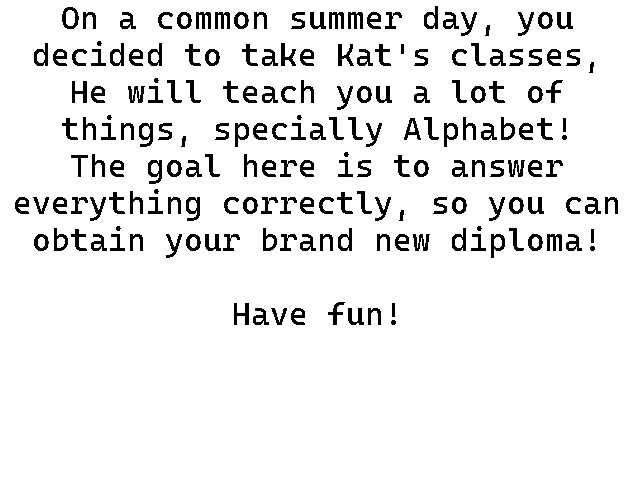 On a common summer day, you
decided to take Kat's classes,
He will teach you a lot of
things, specially Alphabet!
The goal here is to answer
everything correctly, so you can
obtain your brand new diploma!
Have fun!